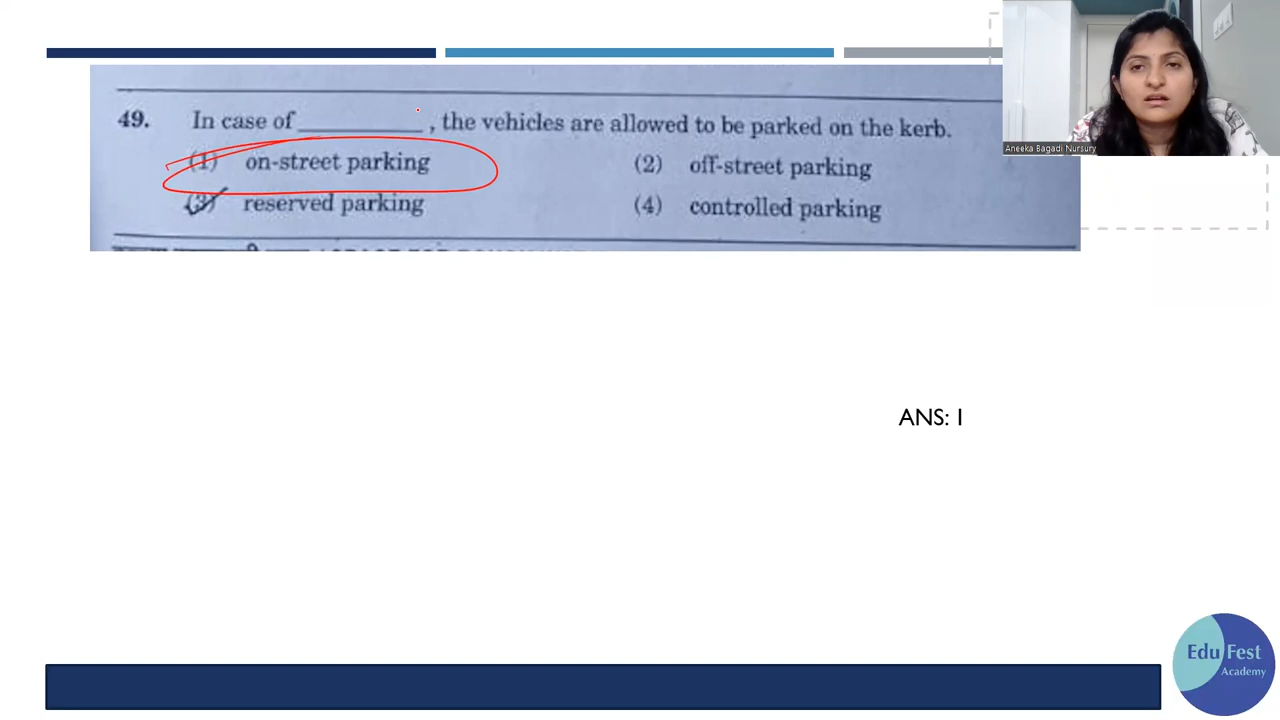 49. In case of __________, the vehicles are allowed to be parked on the kerb.
(1) on-street parking (2) off-street parking
(3) reserved parking (4) controlled parking
Aneeka Bagadi Nursury
ANS: 1
Edu Fest
Academy